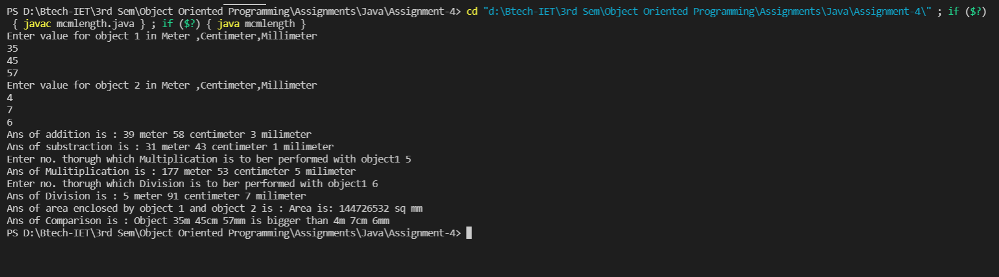 PS D:\Btech-IET\3rd Sem\Object Oriented Programming\Assignments\Java\Assignment-4> cd "d:\Btech-IET\3rd Sem\Object Oriented Programming\Assignments\Java\Assignment-4\" ; if ($?)
{ javac mcmlength.java } ; if ($?) { java mcmlength }
Enter value for object 1 in Meter ,Centimeter,Millimeter
35
45
57
Enter value for object 2 in Meter ,Centimeter,Millimeter
4
7
6
Ans of addition is : 39 meter 58 centimeter 3 milimeter
Ans of substraction is : 31 meter 43 centimeter 1 milimeter
Enter no. thorugh which Multiplication is to ber performed with object1 5
Ans of Mulitiplication is : 177 meter 53 centimeter 5 milimeter
Enter no. thorugh which Division is to ber performed with object1 6
Ans of Division is : 5 meter 91 centimeter 7 milimeter
Ans of area enclosed by object 1 and object 2 is : Area is: 144726532 sq mm
Ans of Comparison is : Object 35m 45cm 57mm is bigger than 4m 7cm 6mm
PS D:\Btech-IET\3rd Sem\Object Oriented Programming\Assignments\Java\Assignment-4>